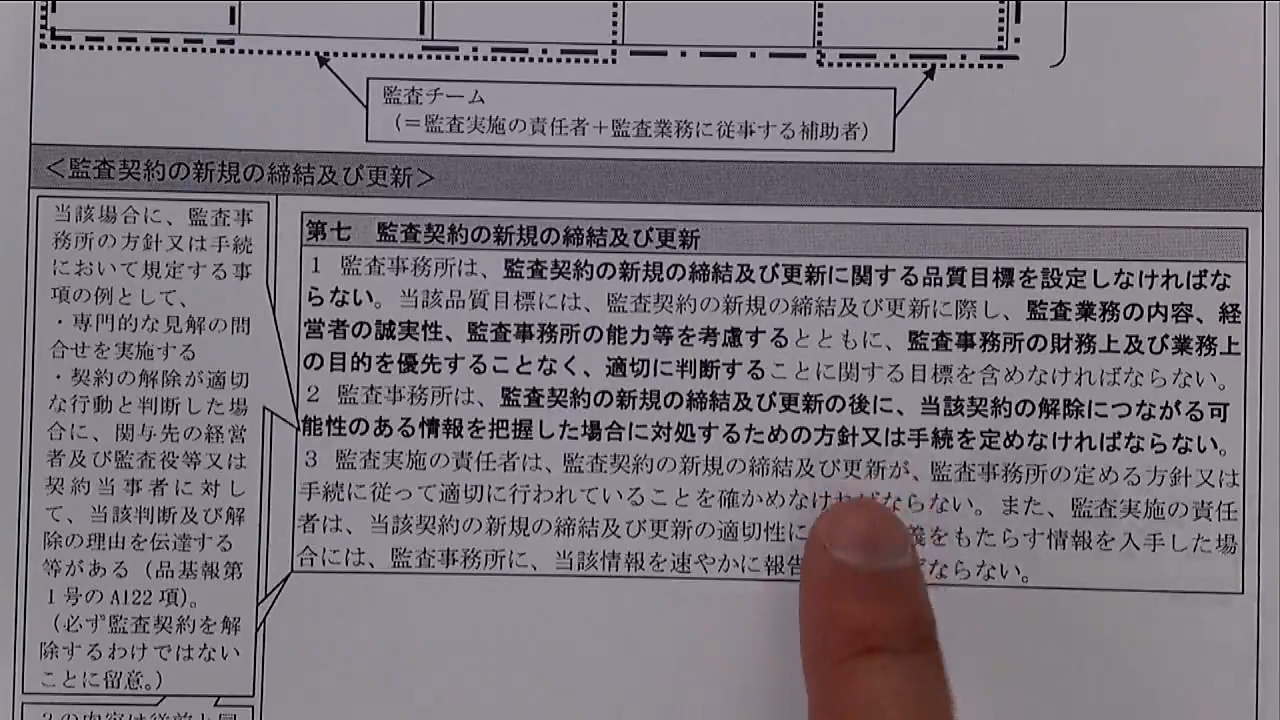 監査チーム
（＝監査実施の責任者＋監査業務に従事する補助者）
＜監査契約の新規の締結及び更新＞
当該場合に、監査事
務所の方針又は手続
において規定する事
項の例として、
・専門的な見解の問
合せを実施する
・契約の解除が適切
な行動と判断した場
合に、関与先の経営
者及び監査役等又は
契約当事者に対し
て、当該判断及び解
除の理由を伝達する
等がある（品基報第
1号のA122項）。
（必ず監査契約を解
除するわけではない
ことに留意。）
第七　監査契約の新規の締結及び更新
1　監査事務所は、監査契約の新規の締結及び更新に関する品質目標を設定しなければな
らない。当該品質目標には、監査契約の新規の締結及び更新に際し、監査業務の内容、経
営者の誠実性、監査事務所の能力等を考慮するとともに、監査事務所の財務上及び業務上
の目的を優先することなく、適切に判断することに関する目標を含めなければならない。
2　監査事務所は、監査契約の新規の締結及び更新の後に、当該契約の解除につながる可
能性のある情報を把握した場合に対処するための方針又は手続を定めなければならない。
3　監査実施の責任者は、監査契約の新規の締結及び更新が、監査事務所の定める方針又は
手続に従って適切に行われていることを確かめなければならない。また、監査実施の責任
者は、当該契約の新規の締結及び更新の適切性に義をもたらす情報を入手した場
合には、監査事務所に、当該情報を速やかに報告ばならない。